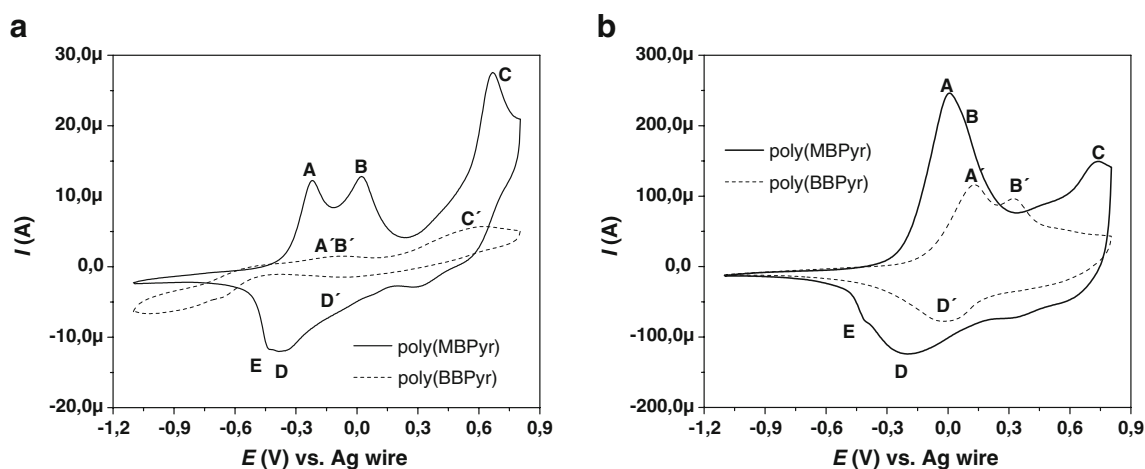 a
30,0µ
20,0µ
10,0µ
0,0
-10,0µ
-20,0µ
I (A)
A
B
C
A´B´
C´
D´
E
D
poly(MBPyr)
poly(BBPyr)
-1,2 -0,9 -0,6 -0,3 0,0 0,3 0,6 0,9
E (V) vs. Ag wire
b
300,0µ
200,0µ
100,0µ
0,0
-100,0µ
-200,0µ
I (A)
A
B
C
poly(MBPyr)
poly(BBPyr)
A´
B´
D´
E
D
-1,2 -0,9 -0,6 -0,3 0,0 0,3 0,6 0,9
E (V) vs. Ag wire